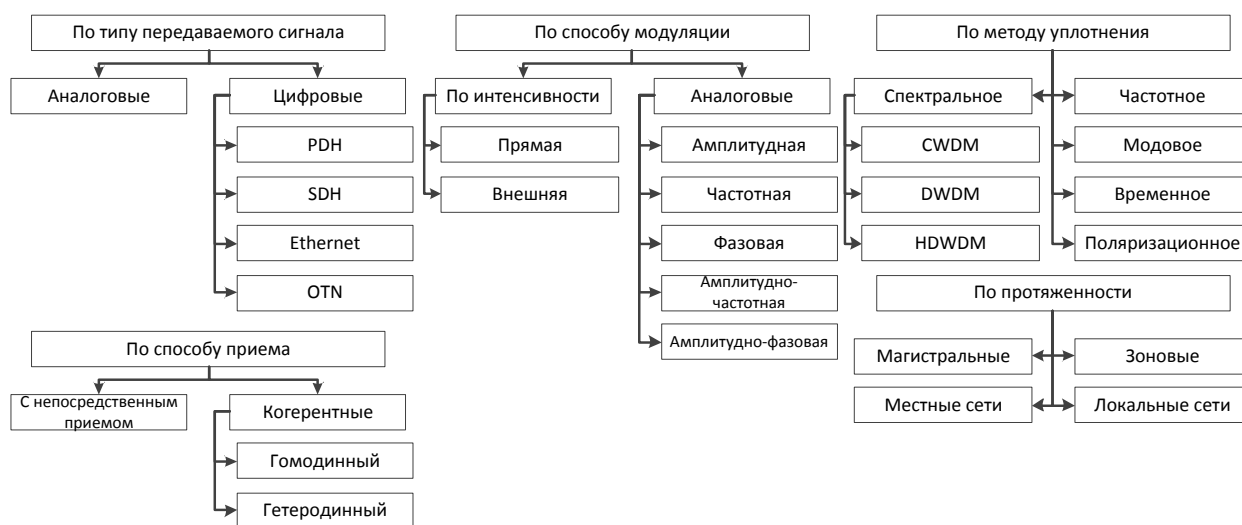 По типу передаваемого сигнала
Аналоговые
Цифровые
PDH
SDH
Ethernet
OTN
По способу приема
С непосредственным
приемом
Когерентные
Гомодинный
Гетеродинный
По способу модуляции
По интенсивности
Прямая
Внешняя
Аналоговые
Амплитудная
Частотная
Фазовая
Амплитудно-
частотная
Амплитудно-фазовая
По методу уплотнения
Спектральное
CWDM
DWDM
HDWDM
Частотное
Модовое
Временное
Поляризационное
По протяженности
Магистральные
Зоновые
Местные сети
Локальные сети